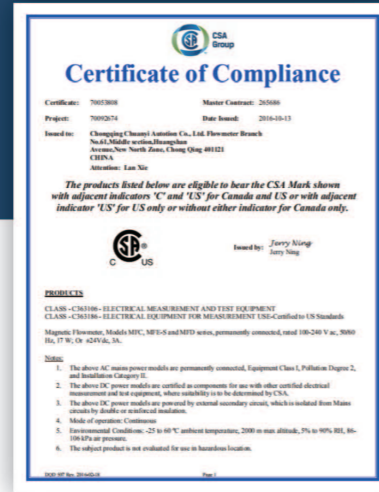 CSA
Group
Certificate of Compliance
Certificate: 70053808 Master Contract: 265686
Project: 70092674 Date Issued: 2016-10-13
Issued to: Chongqing Chuanyi Autotion Co., Ltd. Flowmeter Branch
No.61,Middle section,Huangshan
Avenue,New North Zone, Chong Qing 401121
CHINA
Attention: Lan Xie
The products listed below are eligible to bear the CSA Mark shown
with adjacent indicators 'C' and 'US' for Canada and US or with adjacent
indicator 'US' for US only or without either indicator for Canada only.
C US
Issued by: Jerry Ning
Jerry Ning
PRODUCTS
CLASS - C363106 - ELECTRICAL MEASUREMENT AND TEST EQUIPMENT
CLASS - C363186 - ELECTRICAL EQUIPMENT FOR MEASUREMENT USE-Certified to US Standards
Magnetic Flowmeter, Models MFC, MFE-S and MFD series, permanently connected, rated 100-240 V ac, 50/60
Hz, 17 W; Or ±24Vdc, 3A.
Notes:
1. The above AC mains power models are permanently connected, Equipment Class I, Pollution Degree 2,
and Installation Category II.
2. The above DC power models are certified as components for use with other certified electrical
measurement and test equipment, where suitability is to be determined by CSA.
3. The above DC power models are powered by external secondary circuit, which is isolated from Mains
circuits by double or reinforced insulation.
4. Mode of operation: Continuous
5. Environmental Conditions: -25 to 60 °C ambient temperature, 2000 m max altitude, 5% to 90% RH, 86-
106kPa air pressure.
6. The subject product is not evaluated for use in hazardous location.
Page 1